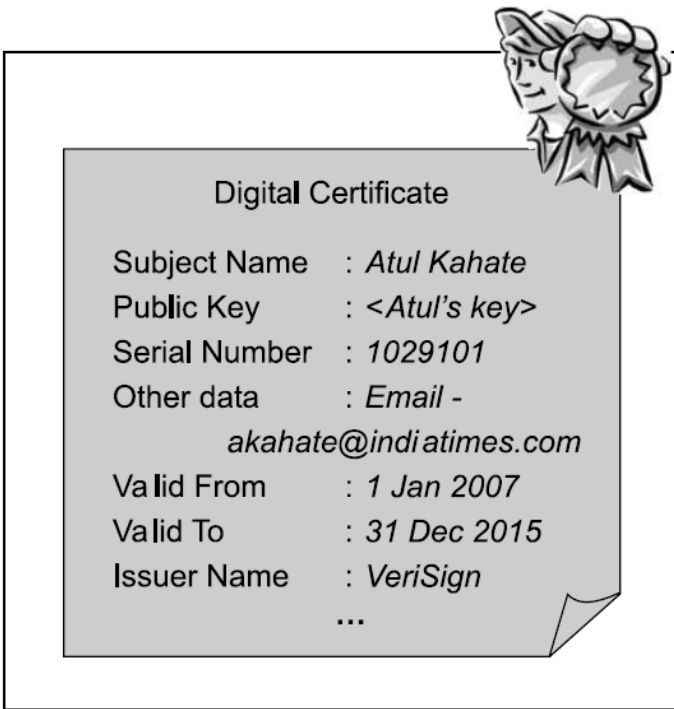 Digital Certificate
Subject Name : Atul Kahate
Public Key : <Atul's key>
Serial Number : 1029101
Other data : Email -
akahate@indiatimes.com
Valid From : 1 Jan 2007
Valid To : 31 Dec 2015
Issuer Name : VeriSign
...